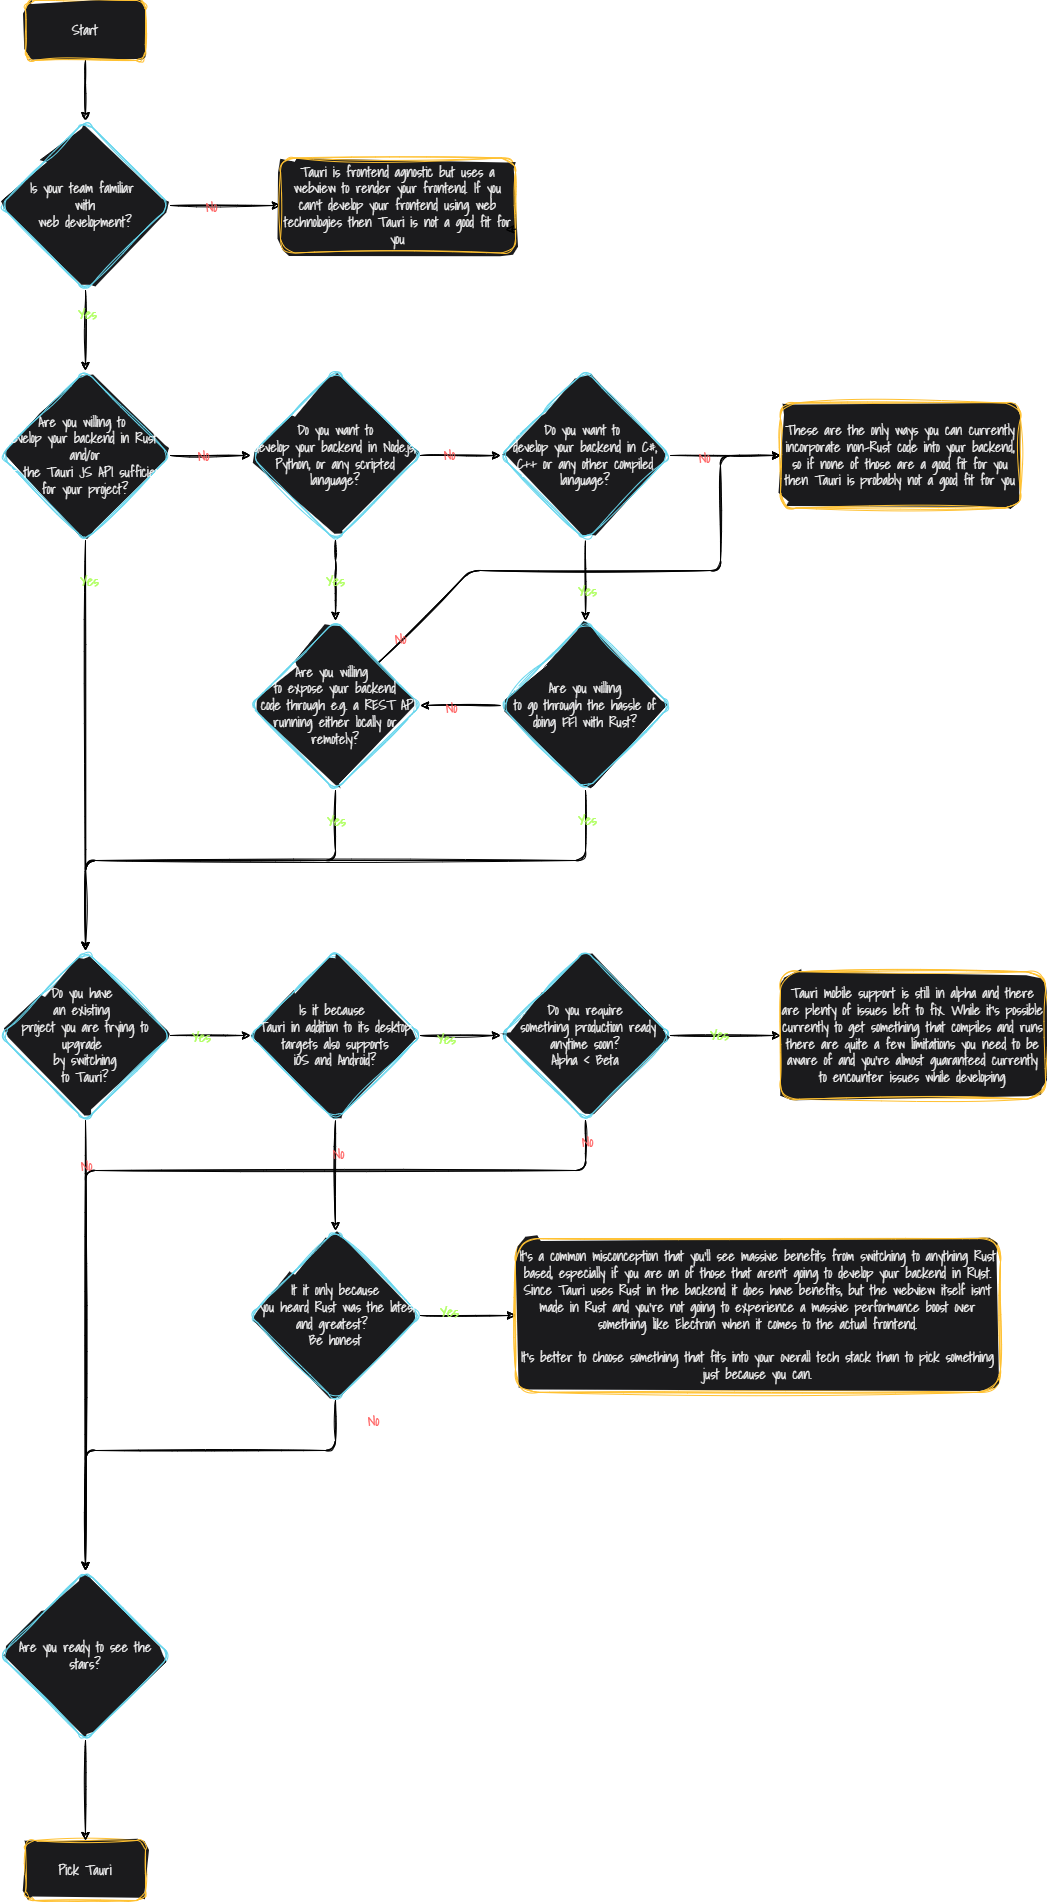 Start
Is your team familiar
with
web development?
No
Tauri is frontend agnostic but uses a
webview to render your frontend. If you
can't develop your frontend using web
technologies then Tauri is not a good fit for
you
Yes
Are you willing to
velop your backend in Rust
and/or
the Tauri JS API sufficie
for your project?
No
Do you want to
evelop your backend in Nodejs,
Python, or any scripted
language?
No
Do you want to
develop your backend in C#,
C++ or any other compiled
language?
No
These are the only ways you can currently
incorporate non-Rust code into your backend,
so if none of those are a good fit for you
then Tauri is probably not a good fit for you
Yes
Yes
Yes
No
Are you willing
to expose your backend
code through e.g. a REST AP
running either locally or
remotely?
No
Are you willing
to go through the hassle of
doing FFI with Rust?
Yes
Yes
Do you have
an existing
project you are trying to
upgrade
by switching
to Tauri?
Yes
Is it because
Tauri in addition to its desktop
targets also supports
iOS and Android?
Yes
Do you require
something production ready
anytime soon?
Alpha < Beta
Yes
Tauri mobile support is still in alpha and there
are plenty of issues left to fix. While it's possible
currently to get something that compiles and runs
there are quite a few limitations you need to be
aware of and you're almost guaranteed currently
to encounter issues while developing
No
No
No
If it only because
you heard Rust was the lates
and greatest?
Be honest
Yes
It's a common misconception that you'll see massive benefits from switching to anything Rust
based, especially if you are on of those that aren't going to develop your backend in RUst.
Since Tauri uses Rust in the backend it does have benefits, but the webview itself isn't
made in Rust and you're not going to experience a massive performance boost over
something like Electron when it comes to the actual frontend.
It's better to choose something that fits into your overall tech stack than to pick something
just because you can.
No
Are you ready to see the
stars?
Pick Tauri